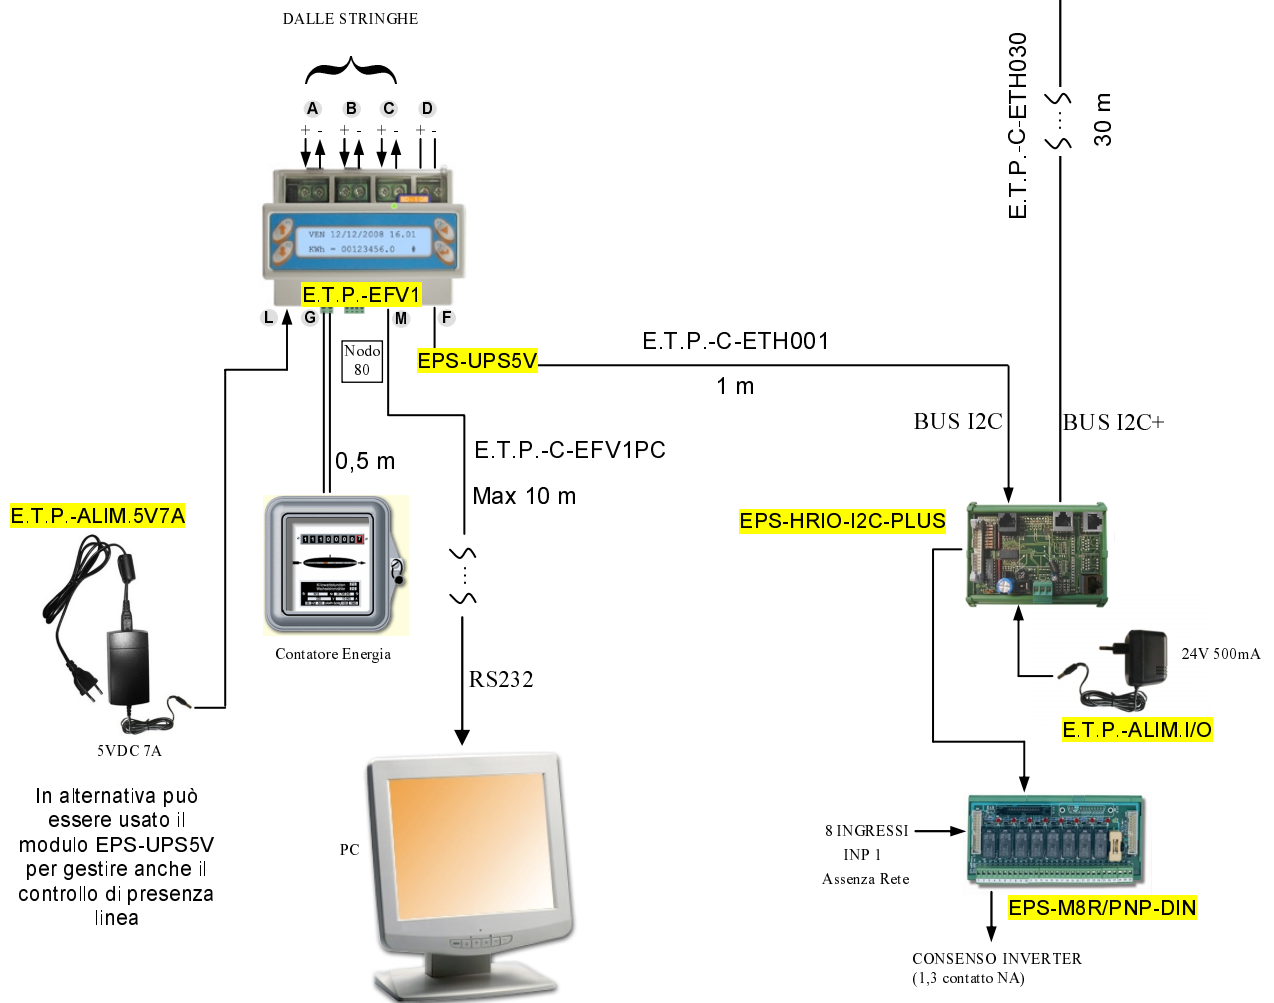 DALLE STRINGHE
A B C D
+ - + - + - + -
VEN 12/12/2008 16.01
KWh = 00123456.0
E.T.P.-EFV1
L G M F
Nodo
80
EPS-UPS5V
E.T.P.-C-ETH001
1 m
E.T.P.-C-ETH030
30 m
BUS I2C
BUS I2C+
0,5 m
E.T.P.-C-EFV1PC
Max 10 m
E.T.P.-ALIM.5V7A
EPS-HRIO-I2C-PLUS
1110000
Contatore Energia
RS232
24V 500mA
E.T.P.-ALIM.I/O
5VDC 7A
In alternativa può
essere usato il
modulo EPS-UPS5V
per gestire anche il
controllo di presenza
linea
PC
8 INGRESSI
INP 1
Assenza Rete
EPS-M8R/PNP-DIN
CONSENSO INVERTER
(1,3 contatto NA)